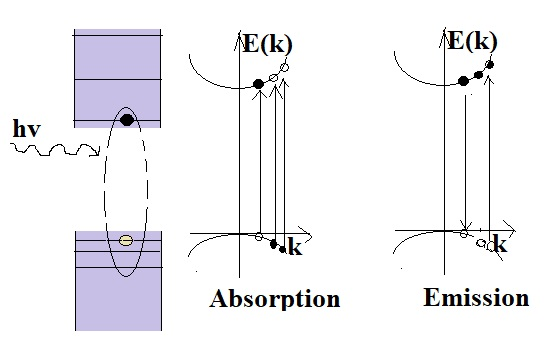 hv
E(k)
k
Absorption
E(k)
k
Emission